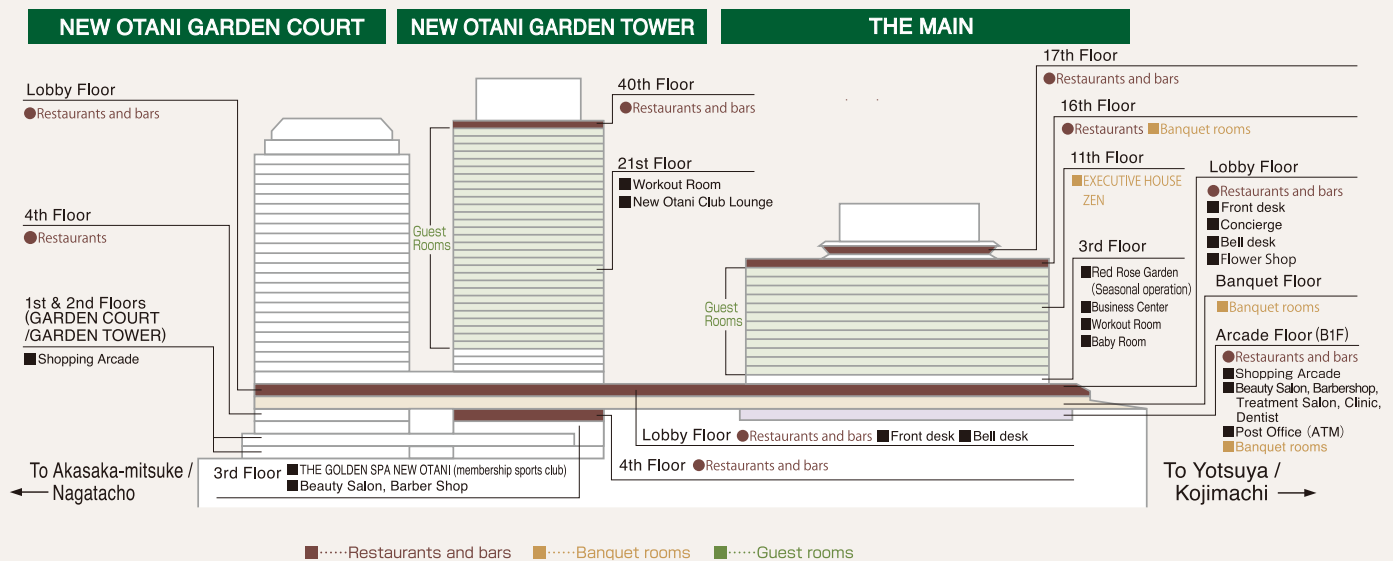 NEW OTANI GARDEN COURT
NEW OTANI GARDEN TOWER
THE MAIN
Lobby Floor
●Restaurants and bars
4th Floor
●Restaurants
1st & 2nd Floors
(GARDEN COURT
/GARDEN TOWER)
■Shopping Arcade
40th Floor
●Restaurants and bars
21st Floor
■Workout Room
■New Otani Club Lounge
Guest
Rooms
17th Floor
●Restaurants and bars
16th Floor
●Restaurants ■Banquet rooms
11th Floor
■EXECUTIVE HOUSE
ZEN
3rd Floor
■Red Rose Garden
(Seasonal operation)
■Business Center
■Workout Room
■Baby Room
Guest
Rooms
Lobby Floor
●Restaurants and bars
■Front desk
■Concierge
■Bell desk
■Flower Shop
Banquet Floor
■Banquet rooms
Arcade Floor (B1F)
●Restaurants and bars
■Shopping Arcade
■Beauty Salon, Barbershop,
Treatment Salon, Clinic,
Dentist
■Post Office (ATM)
■Banquet rooms
Lobby Floor ●Restaurants and bars ■Front desk ■Bell desk
4th Floor ●Restaurants and bars
3rd Floor ■THE GOLDEN SPA NEW OTANI (membership sports club)
■Beauty Salon, Barber Shop
To Akasaka-mitsuke /
Nagatacho
←
To Yotsuya /
Kojimachi →
■……Restaurants and bars ■……Banquet rooms ■……Guest rooms